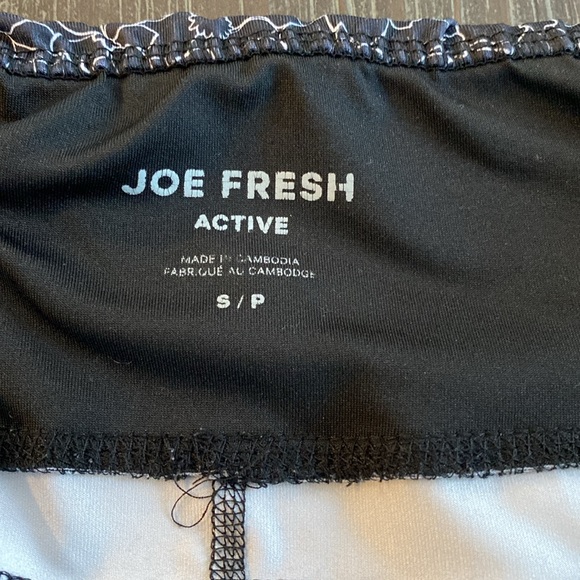 JOE FRESH
ACTIVE
MADE IN CAMBODIA
FABRIQUÉ AU CAMBODGE
S / P